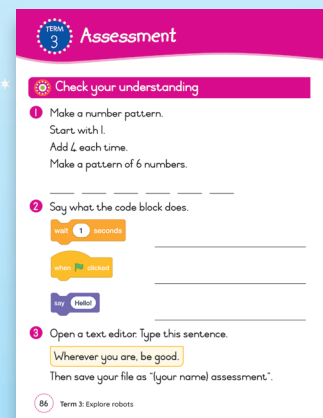 TERM
3
Assessment
Check your understanding
1 Make a number pattern.
Start with 1.
Add 4 each time.
Make a pattern of 6 numbers.
2 Say what the code block does.
wait 1 seconds
when clicked
say Hello!
3 Open a text editor. Type this sentence.
Wherever you are, be good.
Then save your file as "(your name) assessment".
86 Term 3: Explore robots